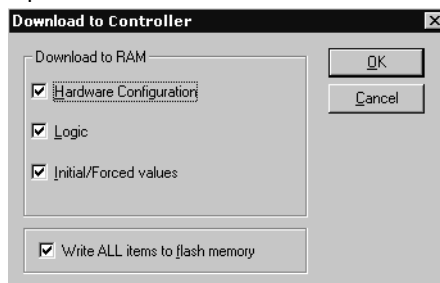 Download to Controller
Download to RAM
OK
Hardware Configuration
Cancel
Logic
Initial/Forced values
Write ALL items to flash memory